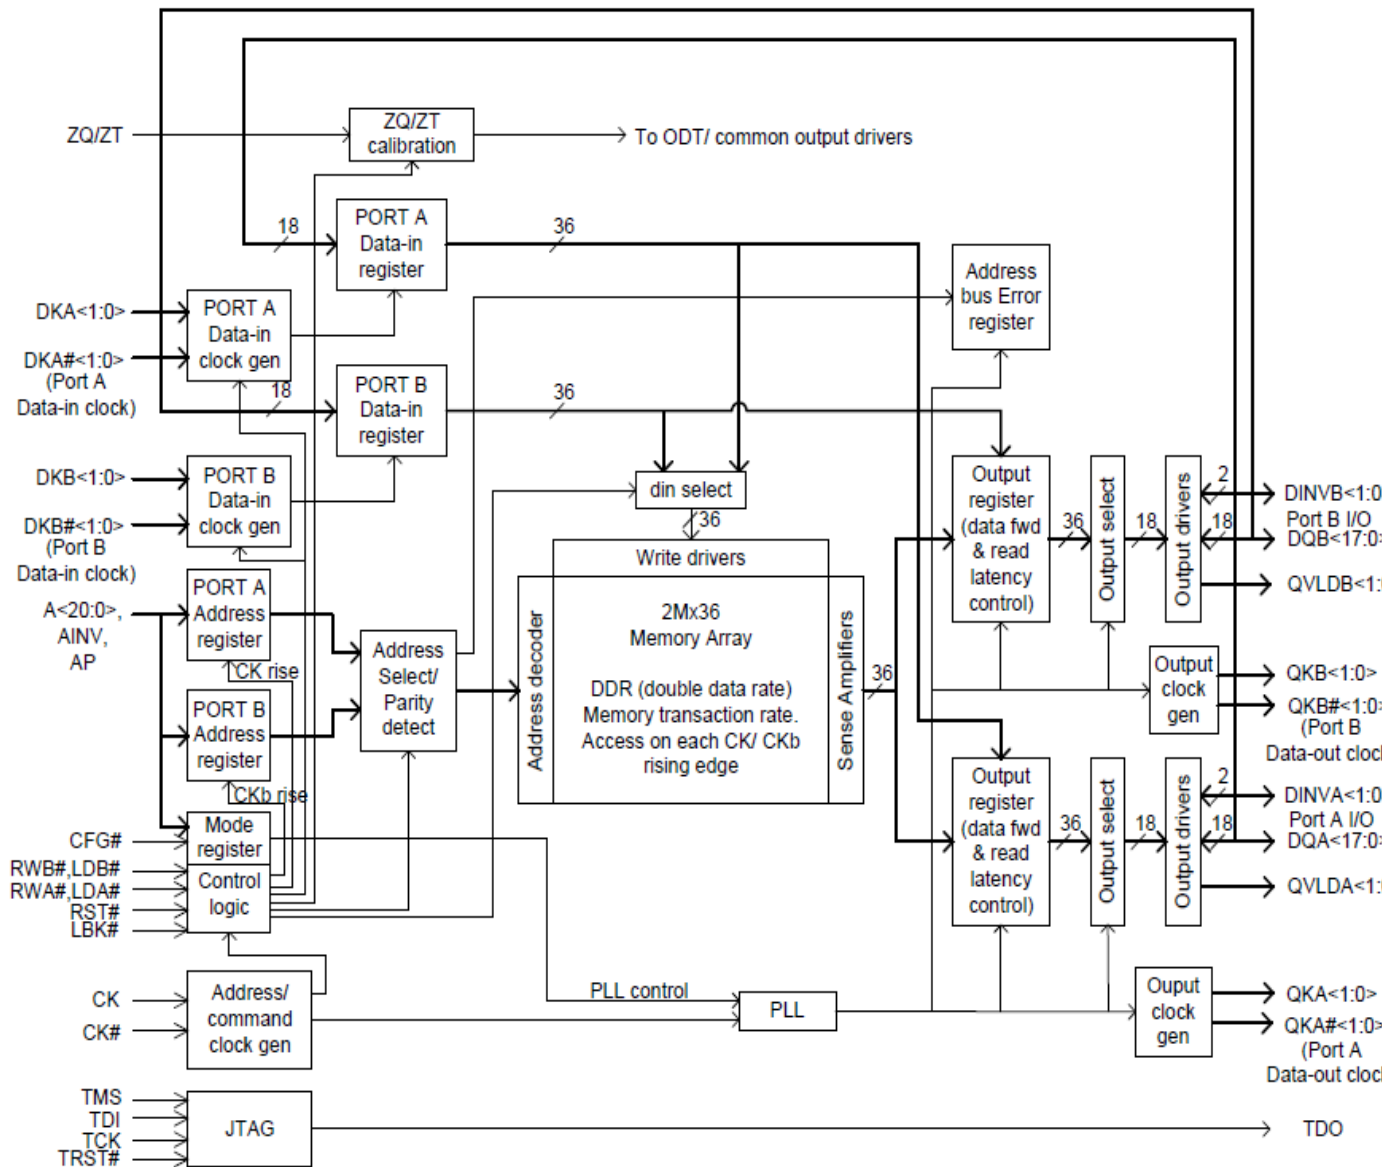 ZQ/ZT
ZQ/ZT
calibration
To ODT/ common output drivers
18
PORT A
Data-in
register
36
Address
bus Error
register
DKA<1:0>
DKA#<1:0>
(Port A
Data-in clock)
PORT A
Data-in
clock gen
18
PORT B
Data-in
register
36
DKB<1:0>
DKB#<1:0>
(Port B
Data-in clock)
PORT B
Data-in
clock gen
din select
36
Output
register
(data fwd
& read
latency
control)
36
Output select
18
Output drivers
2
18
DINVB<1:0
Port B I/O
DQB<17:0>
QVLDB<1:
A<20:0>,
AINV,
AP
PORT A
Address
register
CK rise
PORT B
Address
register
CKb rise
Address
Select/
Parity
detect
Write drivers
Address decoder
2Mx36
Memory Array
DDR (double data rate)
Memory transaction rate.
Access on each CK/ CKb
rising edge
Sense Amplifiers
36
Output
clock
gen
QKB<1:0>
QKB#<1:0>
(Port B
Data-out clock
Output
register
(data fwd
& read
latency
control)
36
Output select
18
Output drivers
2
18
DINVA<1:0
Port A I/O
DQA<17:0>
QVLDA<1:
CFG#
RWB#,LDB#
RWA#,LDA#
RST#
LBK#
Mode
register
Control
logic
CK
CK#
Address/
command
clock gen
PLL control
PLL
Ouput
clock
gen
QKA<1:0>
QKA#<1:0>
(Port A
Data-out clock
TMS
TDI
TCK
TRST#
JTAG
TDO